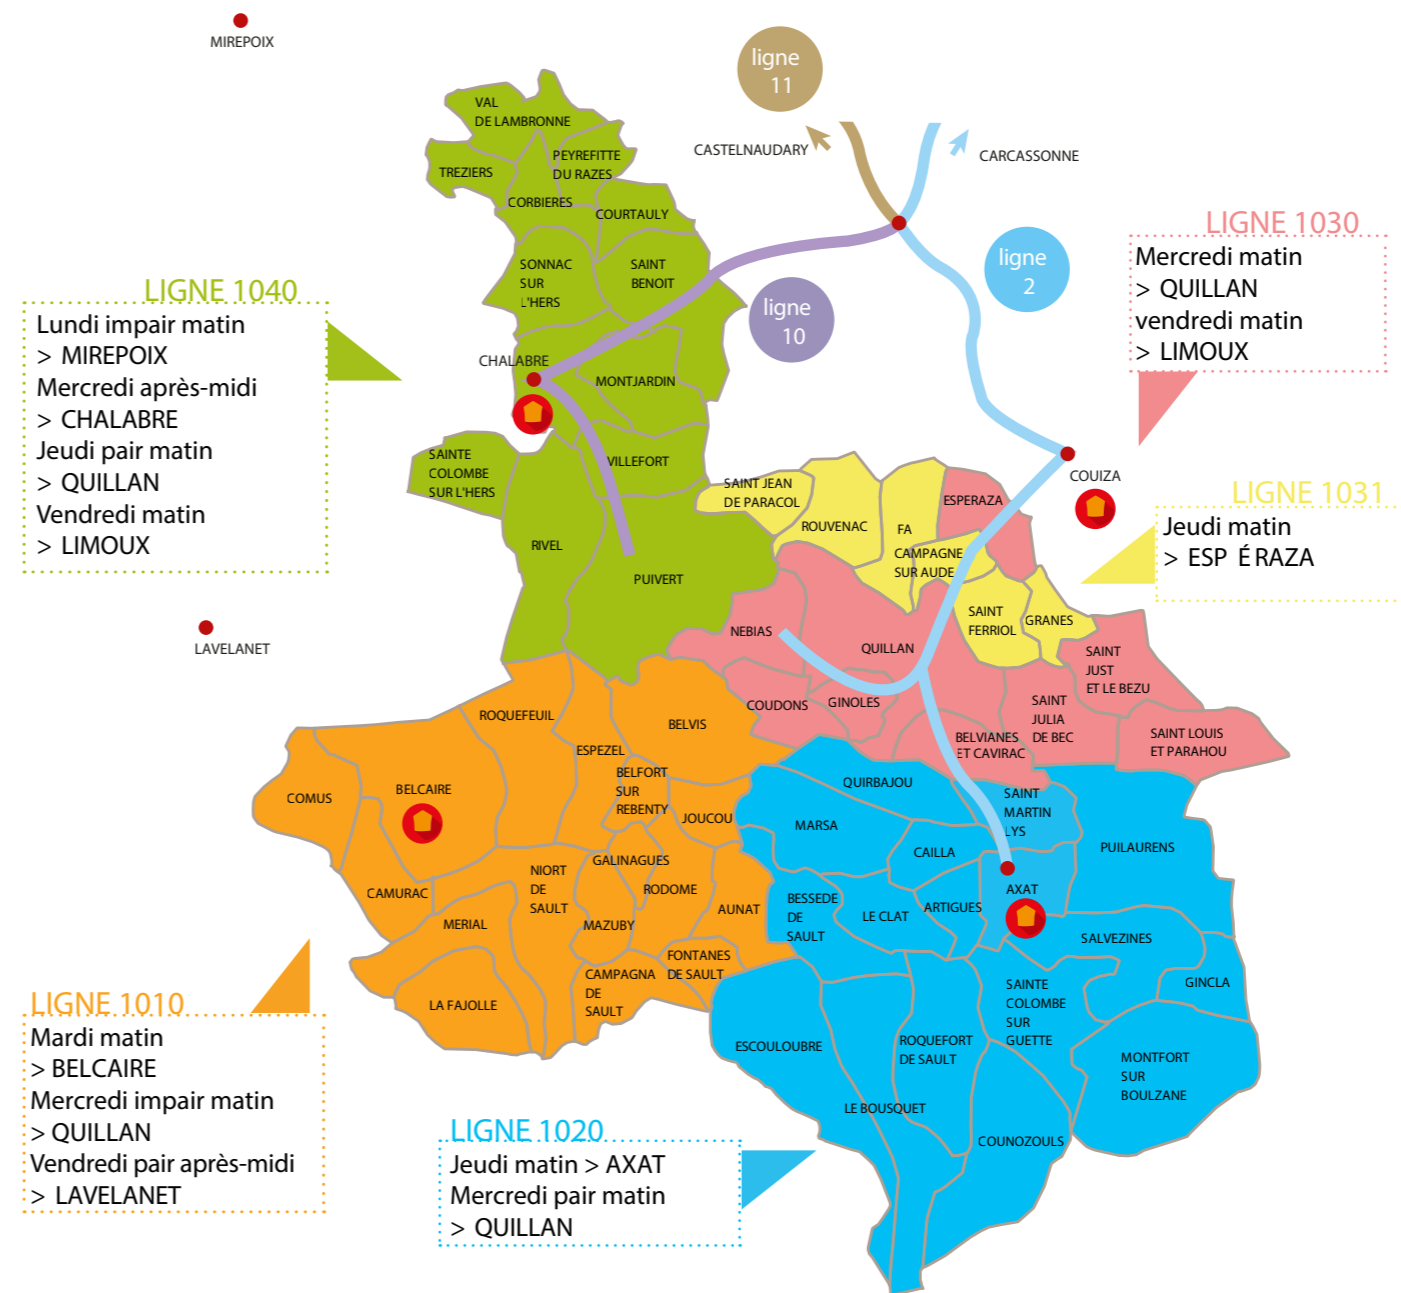 MIREPOIX
ligne
11
CASTELNAUDARY
CARCASSONNE
ligne
2
ligne
10
LIGNE 1030
Mercredi matin
> QUILLAN
vendredi matin
> LIMOUX
LIGNE 1040
Lundi impair matin
> MIREPOIX
Mercredi après-midi
> CHALABRE
Jeudi pair matin
> QUILLAN
Vendredi matin
> LIMOUX
LIGNE 1031
Jeudi matin
> ESP É RAZA
VAL
DE LAMBRONNE
TREZIERS
PEYREFITTE
DU RAZES
CORBIERES
COURTAULY
SONNAC
SUR
L'HERS
SAINT
BENOIT
CHALABRE
MONTJARDIN
SAINTE
COLOMBE
SUR L'HERS
VILLEFORT
RIVEL
PUIVERT
LAVELANET
COUIZA
SAINT JEAN
DE PARACOL
ROUVENAC
FA
ESPERAZA
CAMPAGNE
SUR AUDE
SAINT
FERRIOL
GRANES
NEBIAS
QUILLAN
SAINT
JUST
ET LE BEZU
COUDONS
GINOLES
SAINT
JULIA
DE BEC
BELVIANES
ET CAVIRAC
SAINT LOUIS
ET PARAHOU
ROQUEFEUIL
BELVIS
ESPEZEL
BELFORT
SUR
REBENTY
COMUS
BELCAIRE
JOUCOU
CAMURAC
NIORT
DE
SAULT
GALINAGUES
RODOME
AUNAT
MERIAL
MAZUBY
FONTANES
DE SAULT
CAMPAGNA
DE
SAULT
LA FAJOLLE
QUIRBAJOU
MARSA
SAINT
MARTIN
LYS
CAILLA
PUILAURENS
AXAT
BESSEDE
DE
SAULT
LE CLAT
ARTIGUES
SALVEZINES
GINCLA
SAINTE
COLOMBE
SUR
GUETTE
ESCOULOUBRE
ROQUEFORT
DE SAULT
MONTFORT
SUR
BOULZANE
LE BOUSQUET
COUNOZOULS
LIGNE 1010
Mardi matin
> BELCAIRE
Mercredi impair matin
> QUILLAN
Vendredi pair après-midi
> LAVELANET
LIGNE 1020
Jeudi matin > AXAT
Mercredi pair matin
> QUILLAN